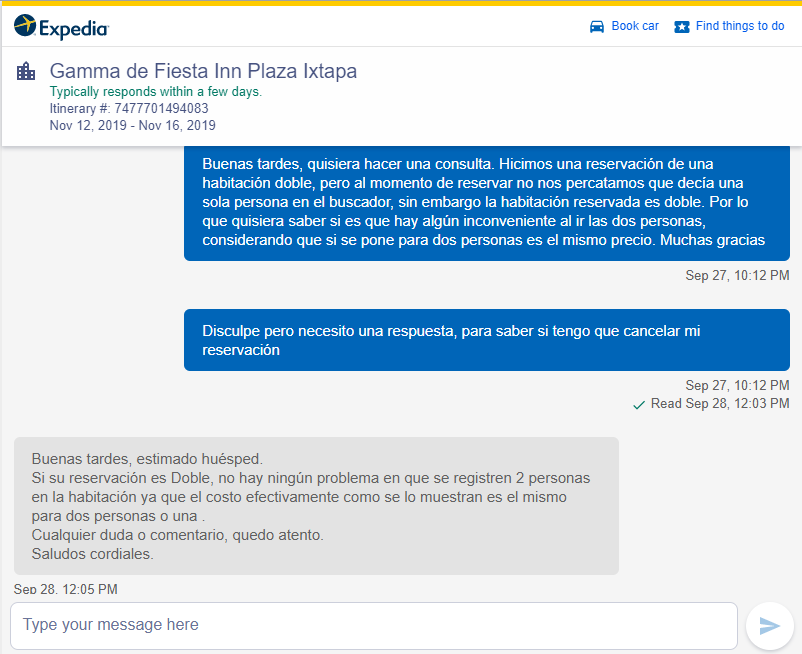 Expedia
Book car
Find things to do
Gamma de Fiesta Inn Plaza Ixtapa
Typically responds within a few days.
Itinerary #: 7477701494083
Nov 12, 2019 - Nov 16, 2019
Buenas tardes, quisiera hacer una consulta. Hicimos una reservación de una
habitación doble, pero al momento de reservar no nos percatamos que decía una
sola persona en el buscador, sin embargo la habitación reservada es doble. Por lo
que quisiera saber si es que hay algún inconveniente al ir las dos personas,
considerando que si se pone para dos personas es el mismo precio. Muchas gracias
Sep 27, 10:12 PM
Disculpe pero necesito una respuesta, para saber si tengo que cancelar mi
reservación
Sep 27, 10:12 PM
Read Sep 28, 12:03 PM
Buenas tardes, estimado huésped.
Si su reservación es Doble, no hay ningún problema en que se registren 2 personas
en la habitación ya que el costo efectivamente como se lo muestran es el mismo
para dos personas o una .
Cualquier duda o comentario, quedo atento.
Saludos cordiales.
Sep 28, 12:05 PM
Type your message here